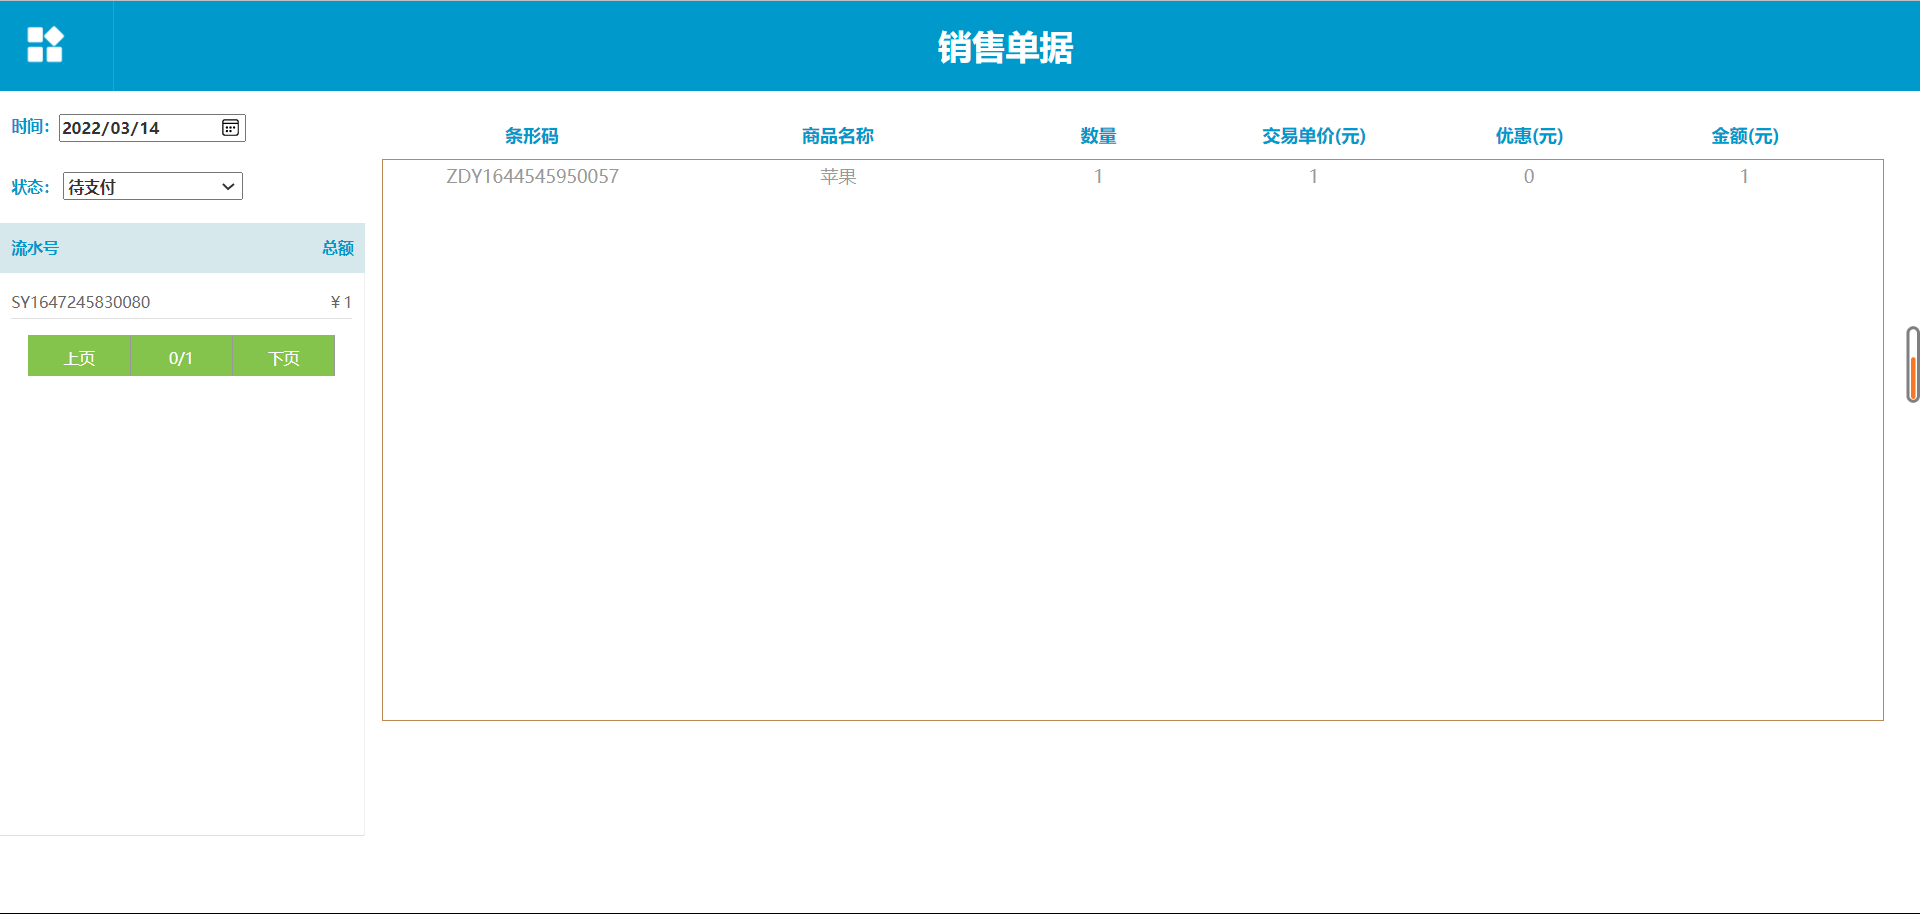 销售单据
时间： 2022/03/14
状态： 待支付
流水号 总额
SY1647245830080 ¥ 1
上页 0/1 下页
条形码 商品名称 数量 交易单价(元) 优惠(元) 金额(元)
ZDY1644545950057 苹果 1 1 0 1